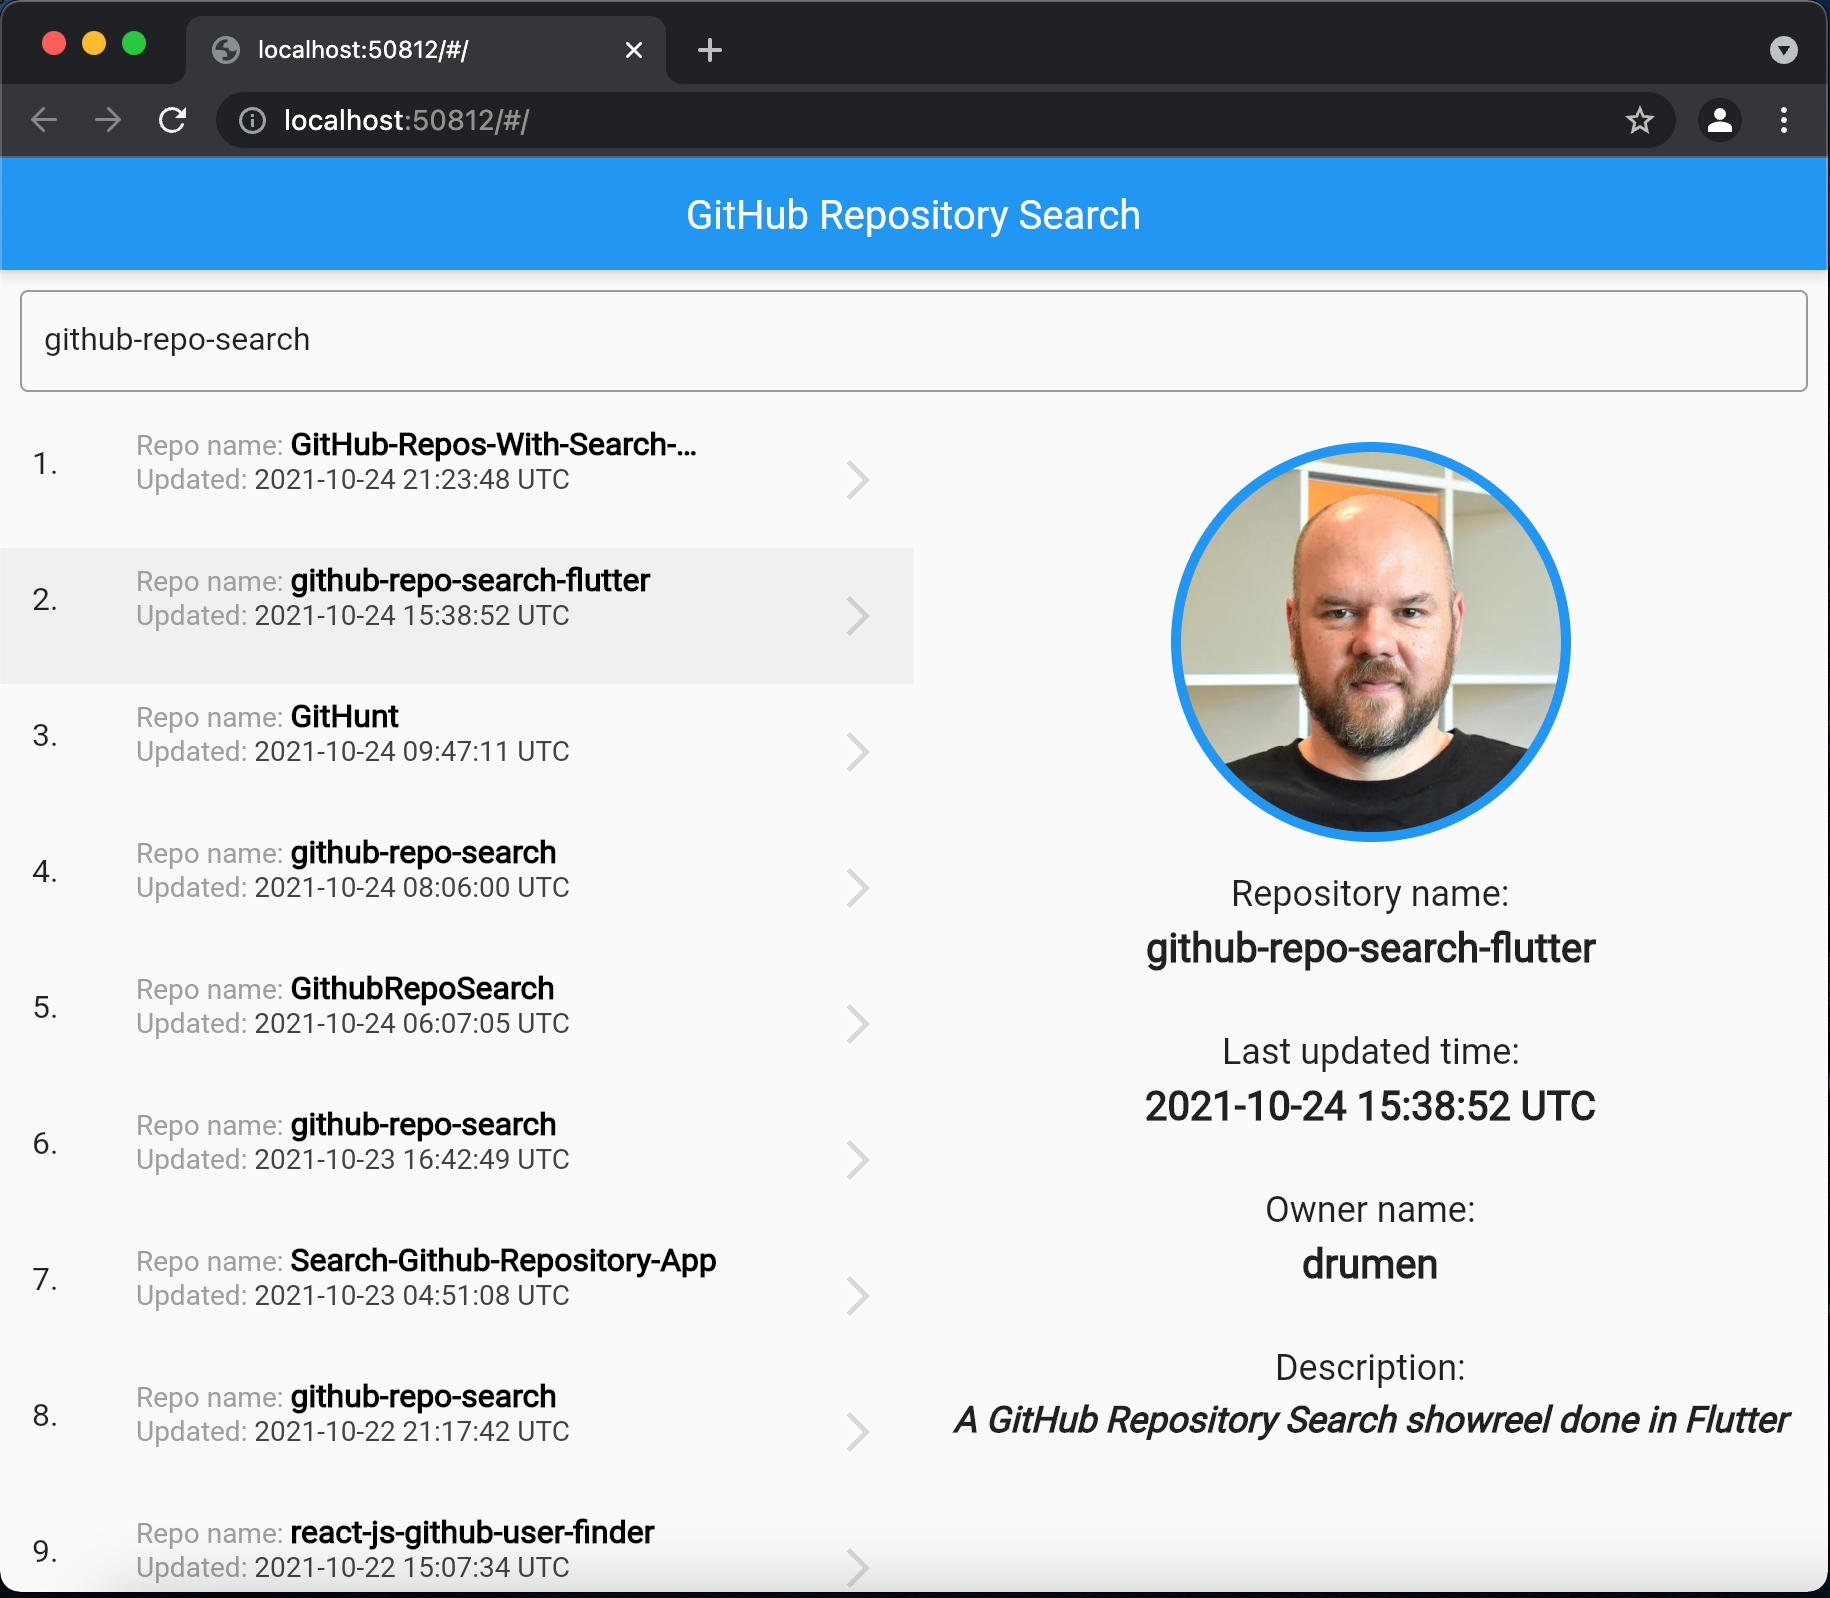 localhost:50812/#/
localhost:50812/#/
GitHub Repository Search
github-repo-search
1.
Repo name: GitHub-Repos-With-Search-...
Updated: 2021-10-24 21:23:48 UTC
2.
Repo name: github-repo-search-flutter
Updated: 2021-10-24 15:38:52 UTC
3.
Repo name: GitHunt
Updated: 2021-10-24 09:47:11 UTC
4.
Repo name: github-repo-search
Updated: 2021-10-24 08:06:00 UTC
5.
Repo name: GithubRepoSearch
Updated: 2021-10-24 06:07:05 UTC
6.
Repo name: github-repo-search
Updated: 2021-10-23 16:42:49 UTC
7.
Repo name: Search-Github-Repository-App
Updated: 2021-10-23 04:51:08 UTC
8.
Repo name: github-repo-search
Updated: 2021-10-22 21:17:42 UTC
9.
Repo name: react-js-github-user-finder
Updated: 2021-10-22 15:07:34 UTC
Repository name:
github-repo-search-flutter
Last updated time:
2021-10-24 15:38:52 UTC
Owner name:
drumen
Description:
A GitHub Repository Search showreel done in Flutter